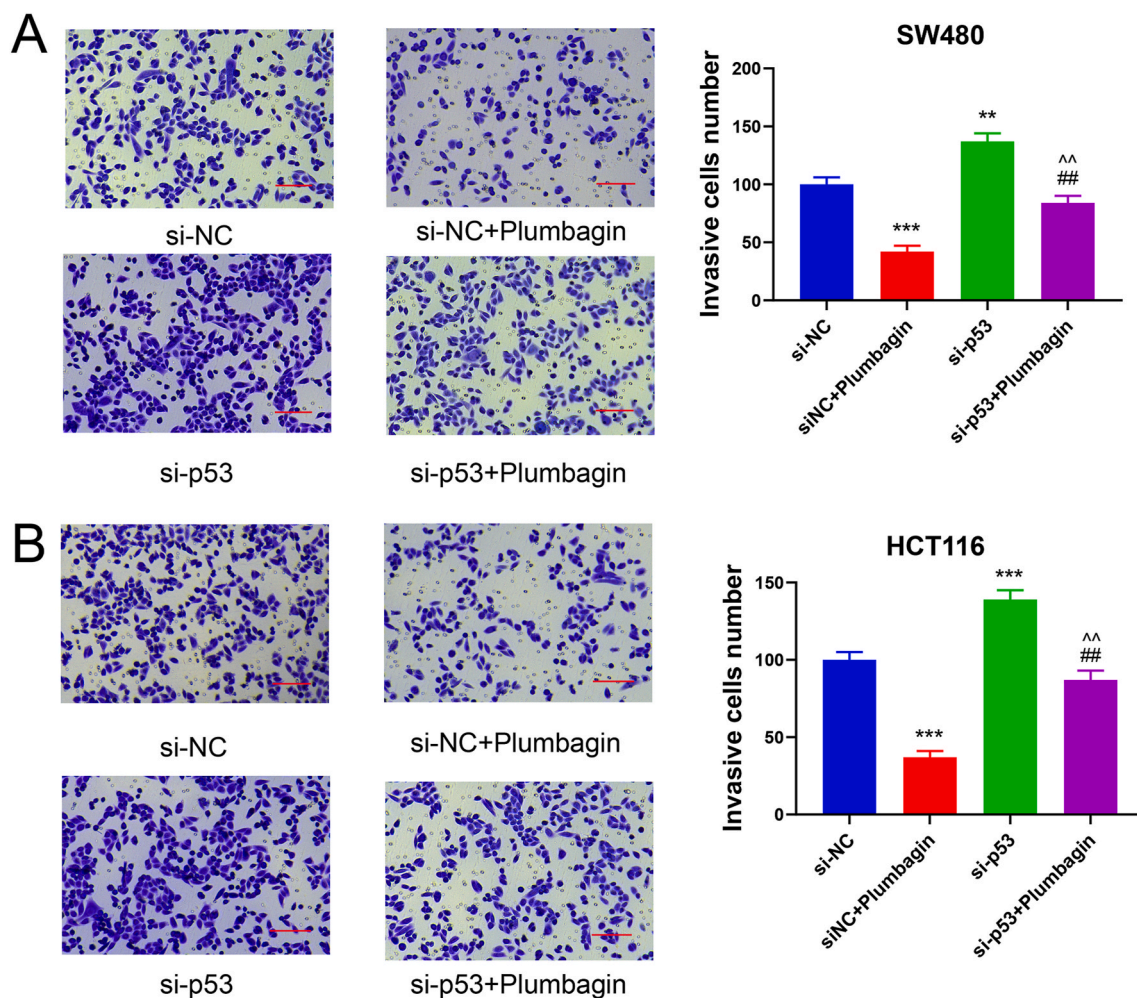 A
si-NC
si-NC+Plumbagin
si-p53
si-p53+Plumbagin
SW480
Invasive cells number
200
150
100
50
0
***
**
^^
##
si-NC
siNC+Plumbagin
si-p53
si-p53+Plumbagin
B
si-NC
si-NC+Plumbagin
si-p53
si-p53+Plumbagin
HCT116
Invasive cells number
150
100
50
0
***
***
^^
##
si-NC
siNC+Plumbagin
si-p53
si-p53+Plumbagin